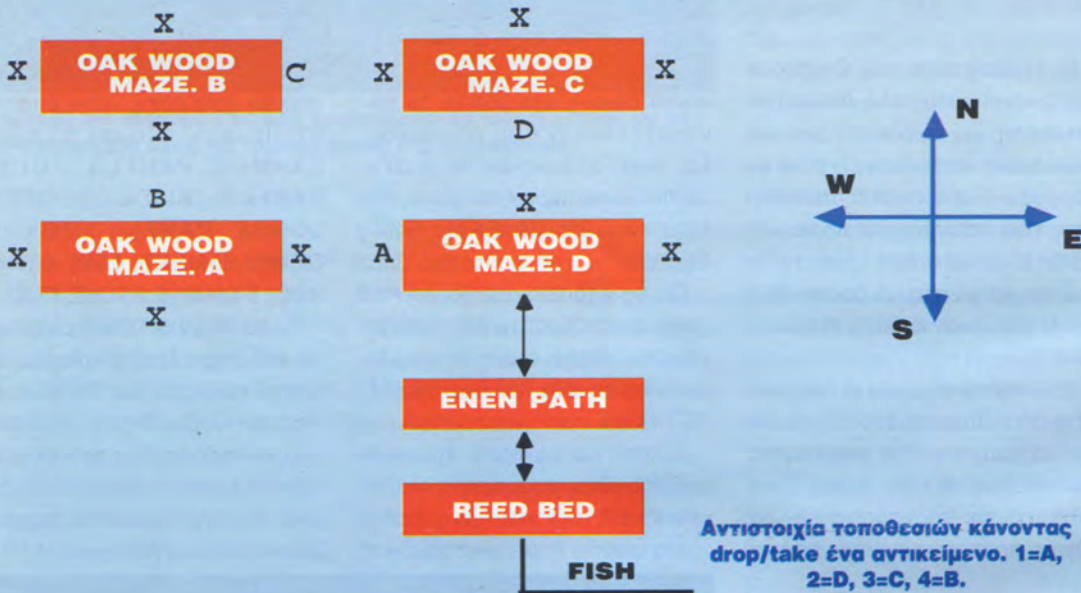 X
X OAK WOOD C X OAK WOOD X
MAZE. B MAZE. C
X D
N
W E
S
B X
X OAK WOOD X A OAK WOOD X
MAZE. A MAZE. D
X
ENEN PATH
REED BED
FISH
Αντιστοιχία τοποθεσιών κάνοντας
drop/take ένα αντικείμενο. 1=A,
2=D, 3=C, 4=B.